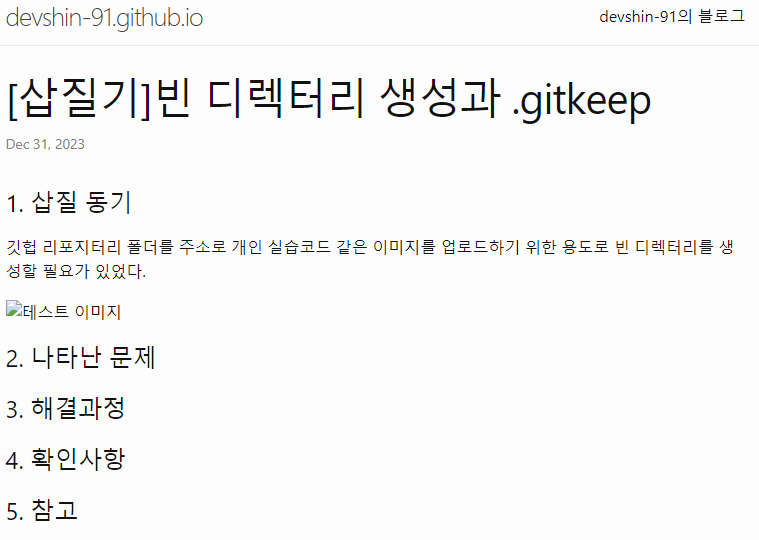 devshin-91.github.io
devshin-91의 블로그
[삽질기]빈 디렉터리 생성과 .gitkeep
Dec 31, 2023
1. 삽질 동기
깃헙 리포지터리 폴더를 주소로 개인 실습코드 같은 이미지를 업로드하기 위한 용도로 빈 디렉터리를 생
성할 필요가 있었다.
테스트 이미지
2. 나타난 문제
3. 해결과정
4. 확인사항
5. 참고